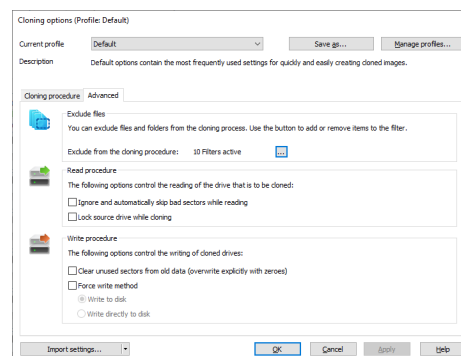 Cloning options (Profile: Default)
Current profile Default Save as... Manage profiles...
Description Default options contain the most frequently used settings for quickly and easily creating cloned images.
Cloning procedure Advanced
Exclude files
You can exclude files and folders from the cloning process. Use the button to add or remove items to the filter.
Exclude from the cloning procedure: 10 Filters active ...
Read procedure
The following options control the reading of the drive that is to be cloned:
Ignore and automatically skip bad sectors while reading
Lock source drive while cloning
Write procedure
The following options control the writing of cloned drives:
Clear unused sectors from old data (overwrite explicitly with zeroes)
Force write method
Write to disk
Write directly to disk
Import settings... OK Cancel Apply Help